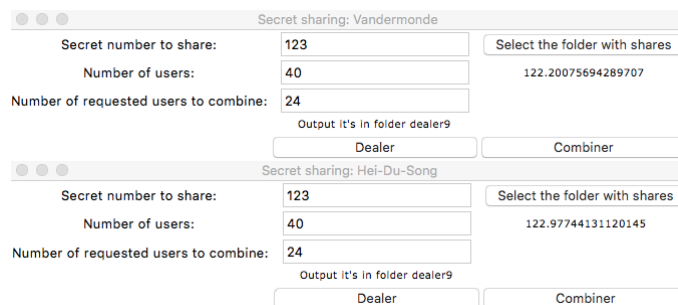 Secret sharing: Vandermonde
Secret number to share: 123 Select the folder with shares
Number of users: 40 122.20075694289707
Number of requested users to combine: 24
Output it's in folder dealer9
Dealer Combiner
Secret sharing: Hei-Du-Song
Secret number to share: 123 Select the folder with shares
Number of users: 40 122.97744131120145
Number of requested users to combine: 24
Output it's in folder dealer9
Dealer Combiner